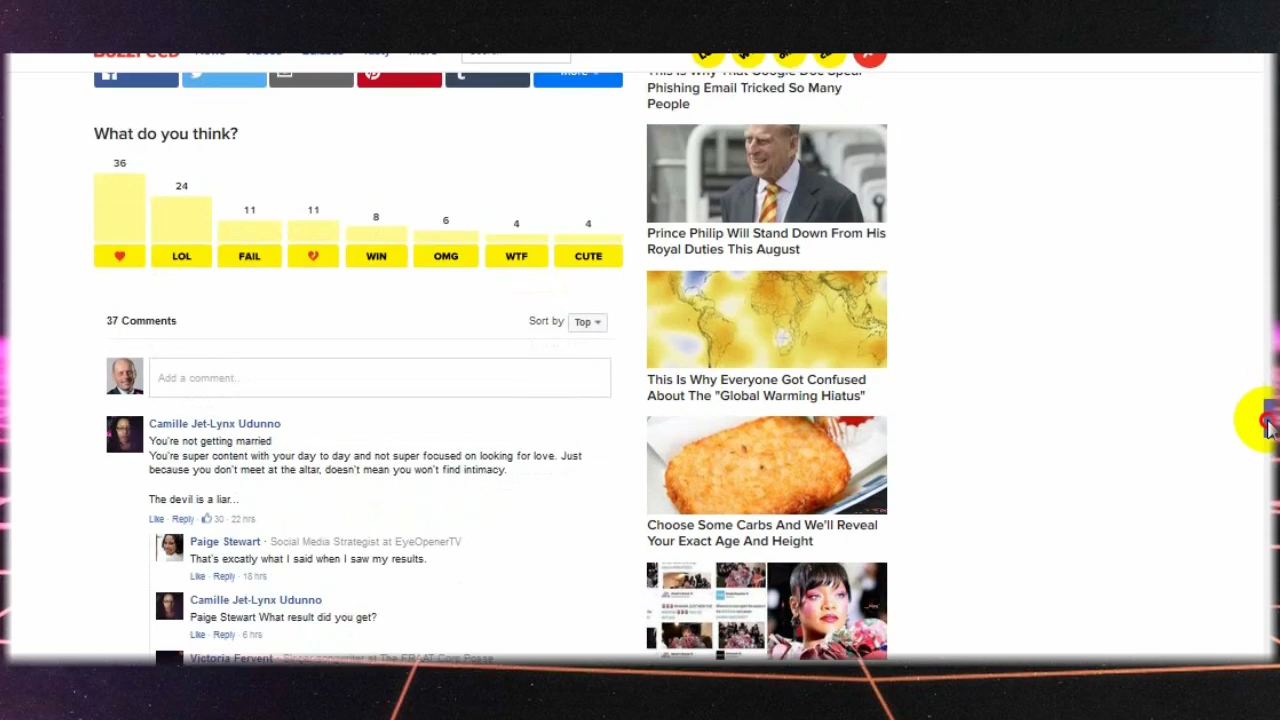 What do you think?
36
24
11
11
8
6
4
4
LOL
FAIL
WIN
OMG
WTF
CUTE
37 Comments
Sort by
Top
Add a comment..
Camille Jet-Lynx Udunno
You're not getting married
You're super content with your day to day and not super focused on looking for love. Just
because you don't meet at the altar, doesn't mean you won't find intimacy.
The devil is a liar...
Like · Reply · 30 · 22 hrs
Paige Stewart · Social Media Strategist at EyeOpenerTV
That's excatly what I said when I saw my results.
Like · Reply · 18 hrs
Camille Jet-Lynx Udunno
Paige Stewart What result did you get?
Like · Reply · 6 hrs
Victoria Fervent
This Is Why That Google Doc Spear
Phishing Email Tricked So Many
People
Prince Philip Will Stand Down From His
Royal Duties This August
This Is Why Everyone Got Confused
About The "Global Warming Hiatus"
Choose Some Carbs And We'll Reveal
Your Exact Age And Height